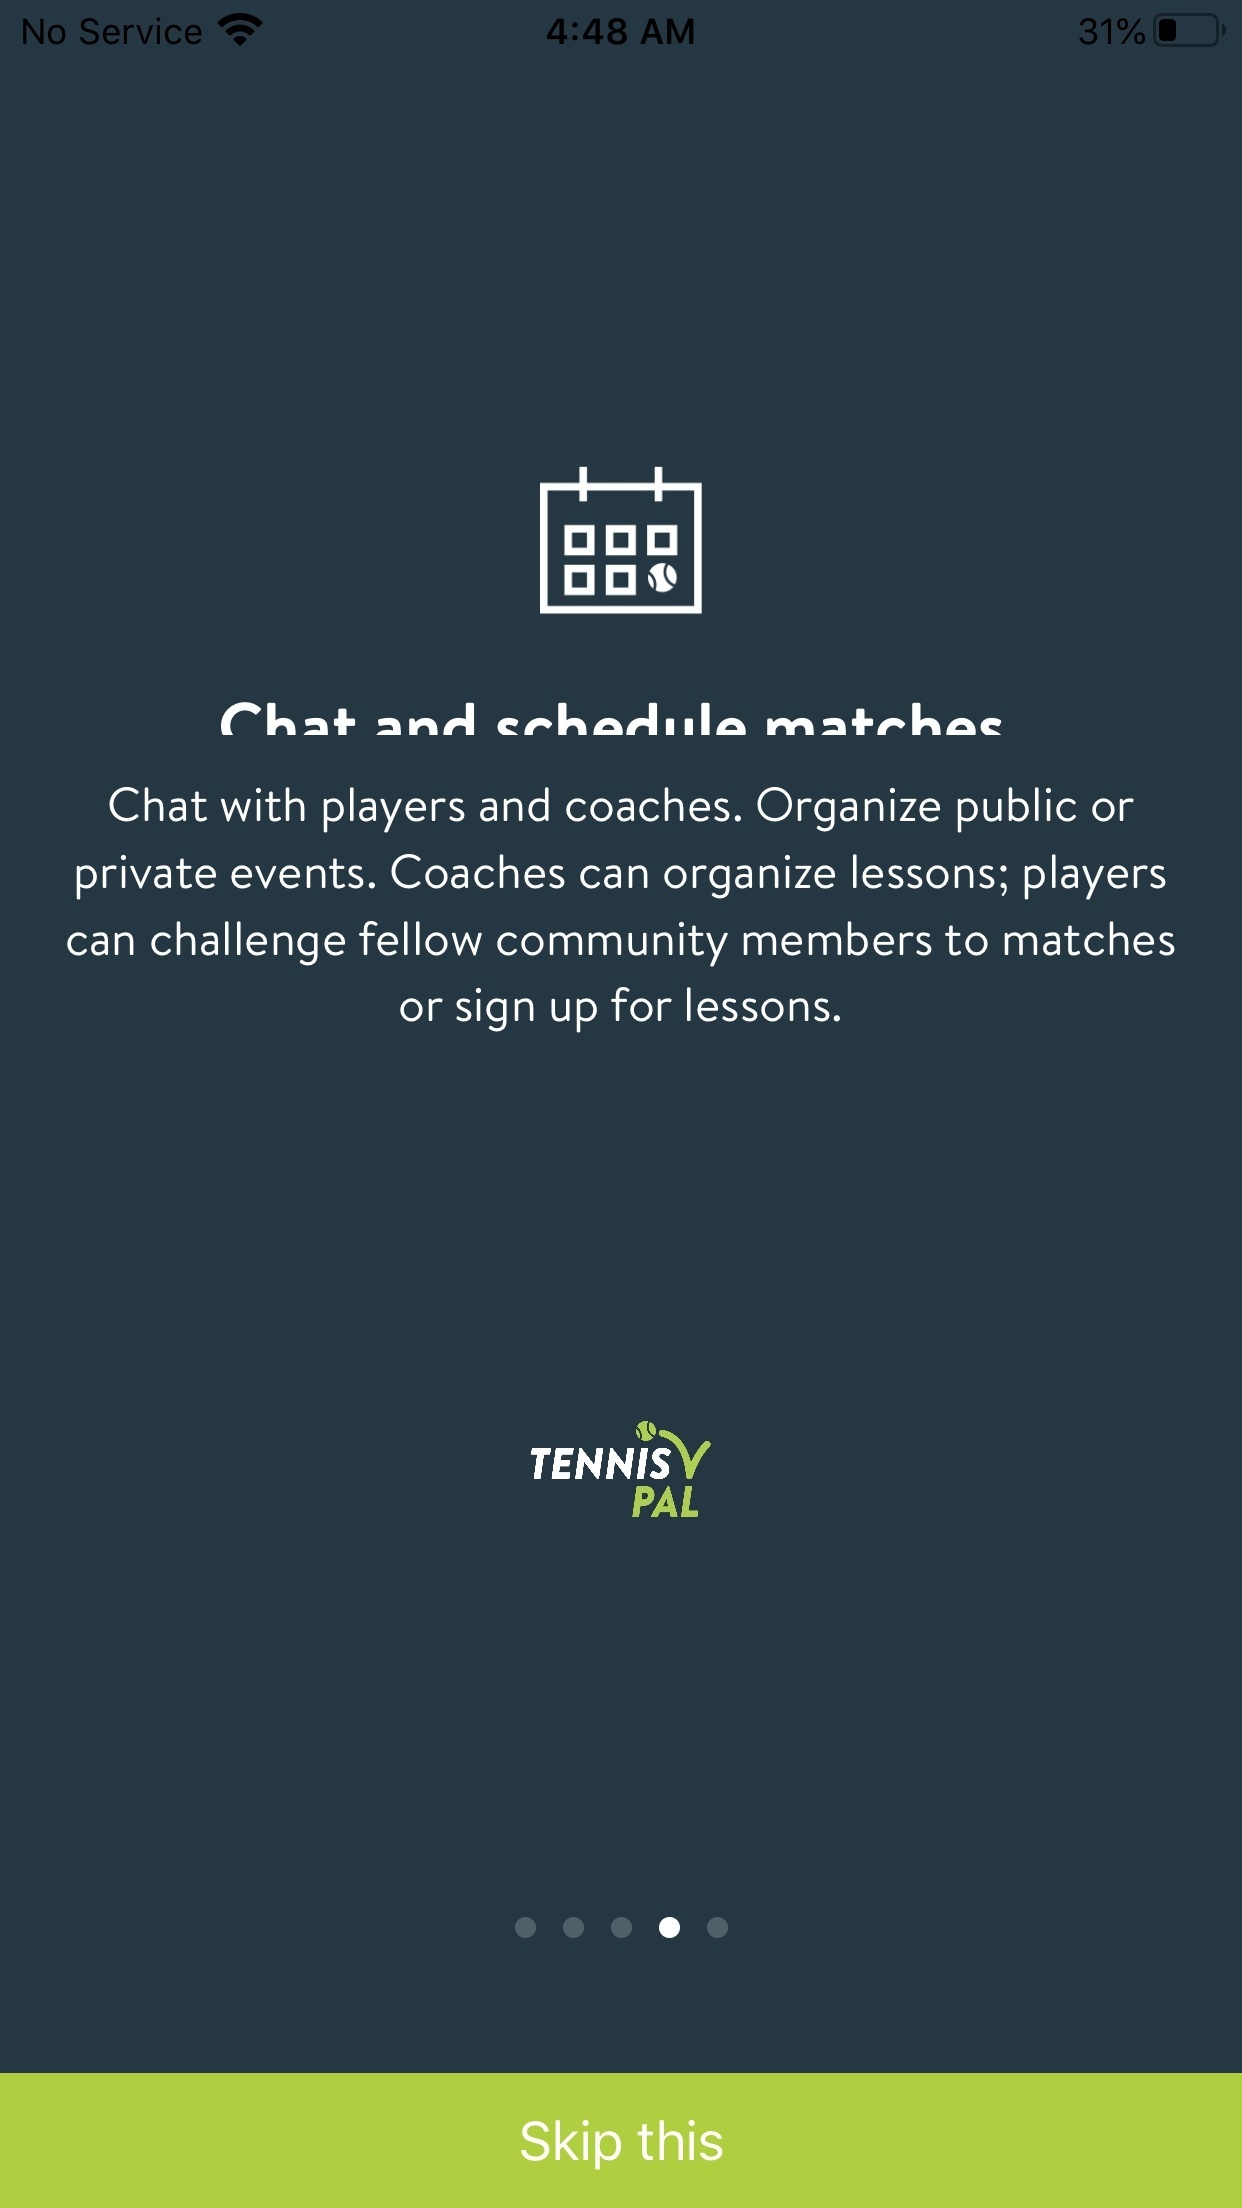 No Service 4:48 AM 31%
Chat and schedule matches
Chat with players and coaches. Organize public or
private events. Coaches can organize lessons; players
can challenge fellow community members to matches
or sign up for lessons.
TENNIS
PAL
Skip this